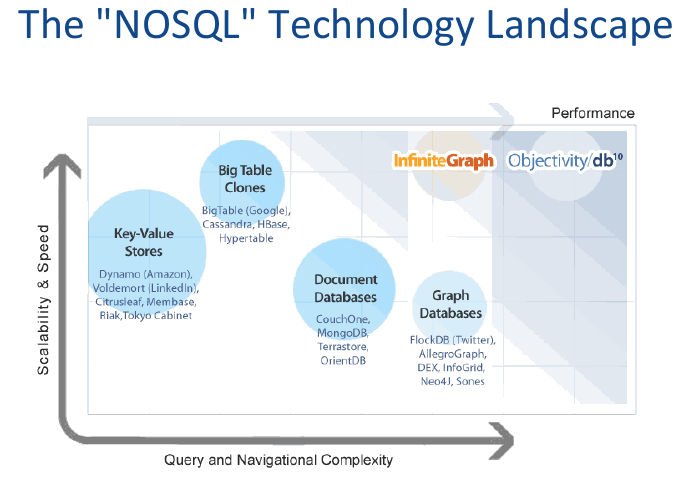 The "NOSQL" Technology Landscape
Performance
Scalability & Speed
Key-Value
Stores
Dynamo (Amazon),
Voldemort (LinkedIn),
Citrusleaf, Membase,
Riak,Tokyo Cabinet
Big Table
Clones
BigTable (Google),
Cassandra, HBase,
Hypertable
Document
Databases
CouchOne,
MongoDB,
Terrastore,
OrientDB
InfiniteGraph
Graph
Databases
FlockDB (Twitter),
AllegroGraph,
DEX, InfoGrid,
Neo4J, Sones
Objectivity/db10
Query and Navigational Complexity